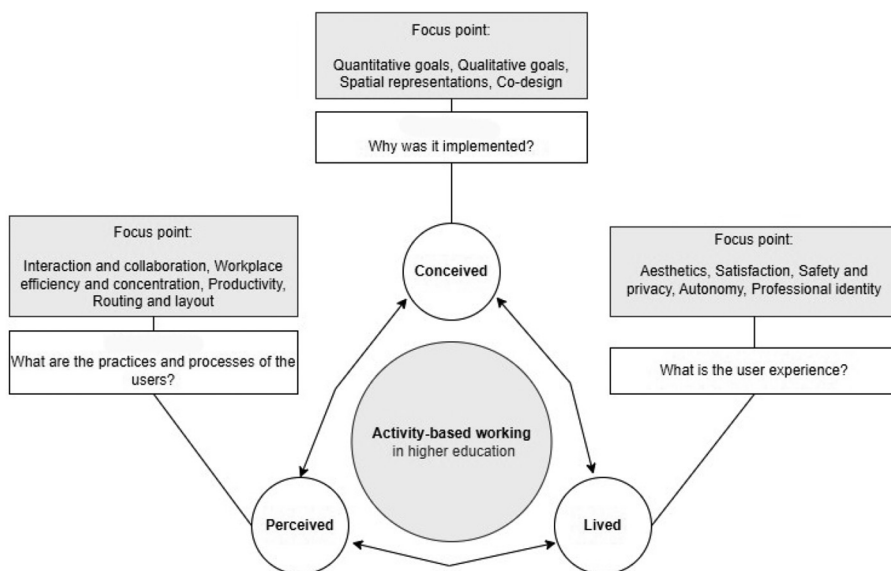 Focus point:
Quantitative goals, Qualitative goals,
Spatial representations, Co-design
Why was it implemented?
Focus point:
Interaction and collaboration, Workplace
efficiency and concentration, Productivity,
Routing and layout
What are the practices and processes of the
users?
Focus point:
Aesthetics, Satisfaction, Safety and
privacy, Autonomy, Professional identity
What is the user experience?
Conceived
Activity-based working
in higher education
Perceived
Lived